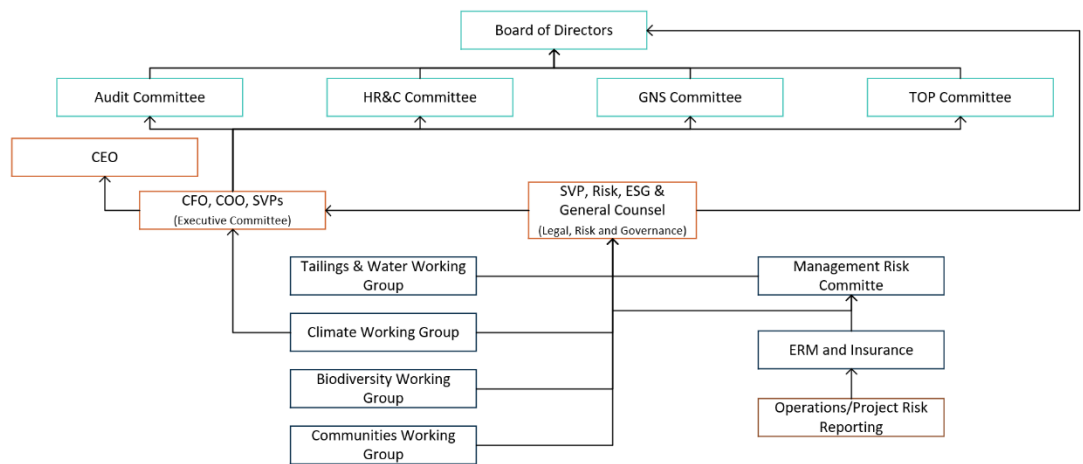 Board of Directors
Audit Committee
HR&C Committee
GNS Committee
TOP Committee
CEO
CFO, COO, SVPs
(Executive Committee)
SVP, Risk, ESG &
General Counsel
(Legal, Risk and Governance)
Tailings & Water Working
Group
Management Risk
Committe
Climate Working Group
ERM and Insurance
Biodiversity Working
Group
Operations/Project Risk
Reporting
Communities Working
Group